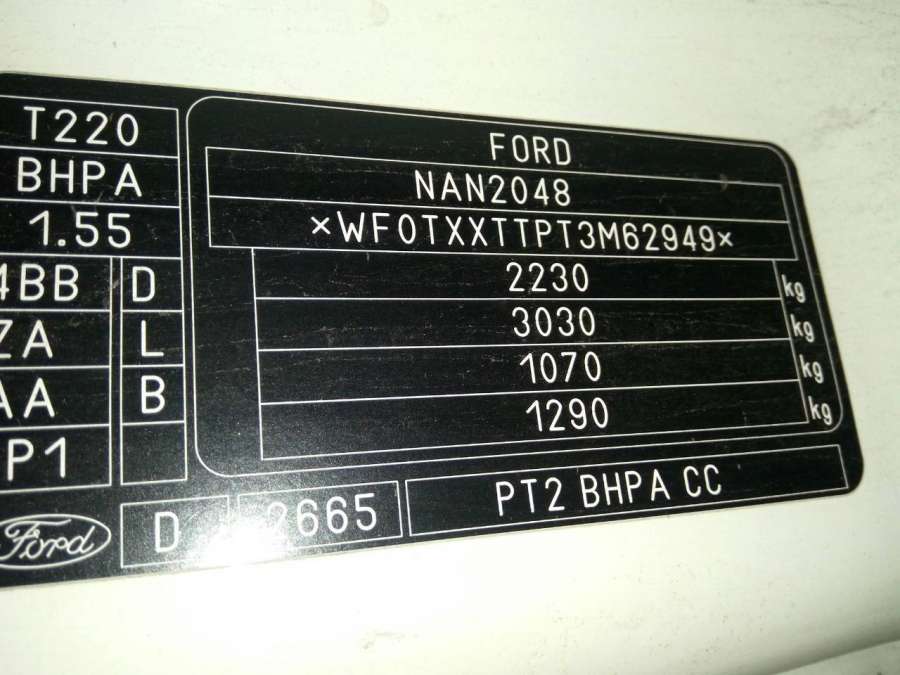 T220
BHPA
1.55
4BB D
ZA L
AA B
P1
FORD
NAN2048
*WF0TXXTTPT3M62949*
2230 kg
3030 kg
1070 kg
1290 kg
Ford
D 2665 PT2 BHPA CC